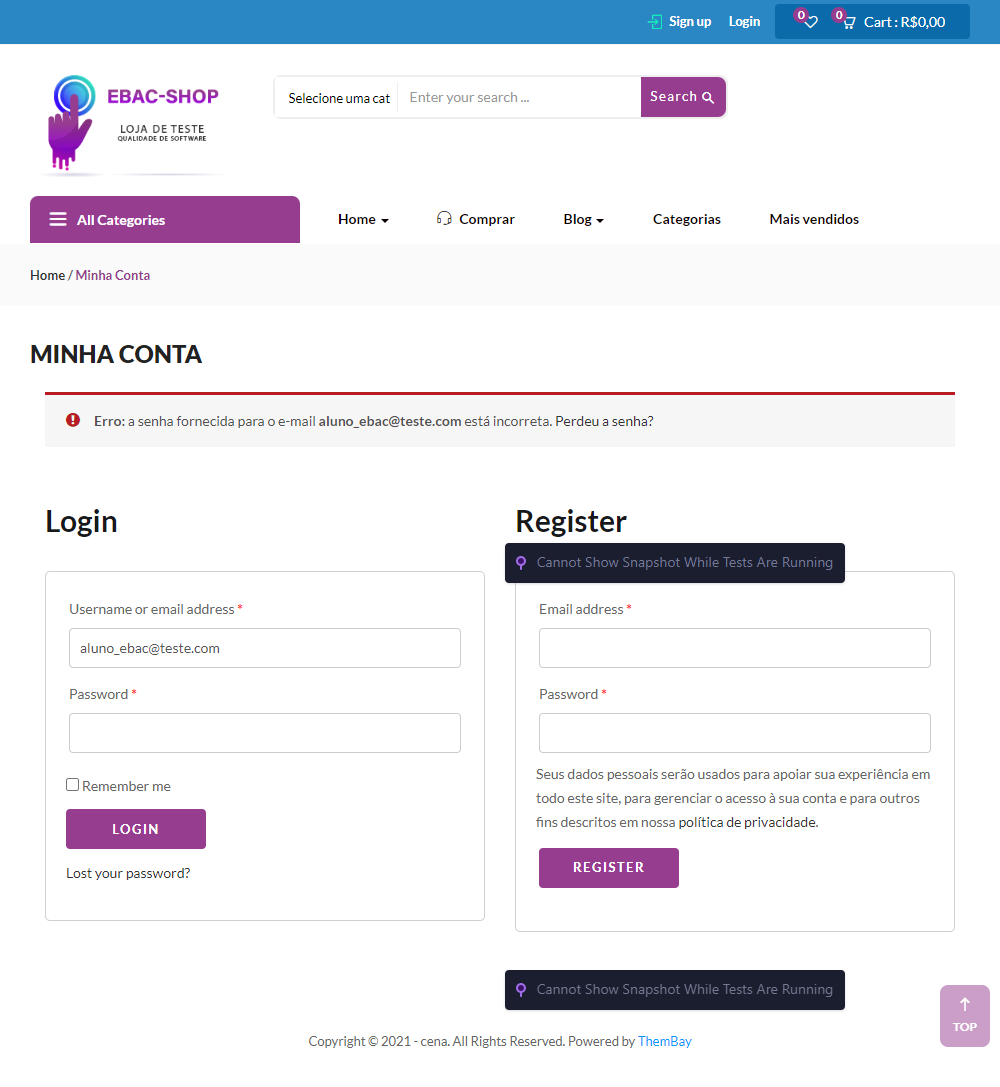 Sign up Login 0 0 Cart : R$0,00
EBAC-SHOP
LOJA DE TESTE
QUALIDADE DE SOFTWARE
Selecione uma cat Enter your search ... Search
All Categories Home Comprar Blog Categorias Mais vendidos
Home / Minha Conta
MINHA CONTA
Erro: a senha fornecida para o e-mail aluno_ebac@teste.com está incorreta. Perdeu a senha?
Login
Username or email address *
aluno_ebac@teste.com
Password *
Remember me
LOGIN
Lost your password?
Register
Cannot Show Snapshot While Tests Are Running
Email address *
Password *
Seus dados pessoais serão usados para apoiar sua experiência em
todo este site, para gerenciar o acesso à sua conta e para outros
fins descritos em nossa política de privacidade.
REGISTER
Cannot Show Snapshot While Tests Are Running
TOP
Copyright © 2021 - cena. All Rights Reserved. Powered by ThemBay